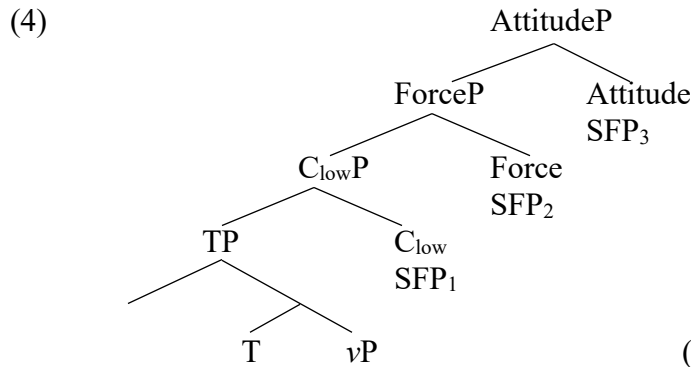 (4) AttitudeP
ForceP Attitude
SFP₃
ClowP Force
SFP₂
TP Clow
SFP₁
T vP (